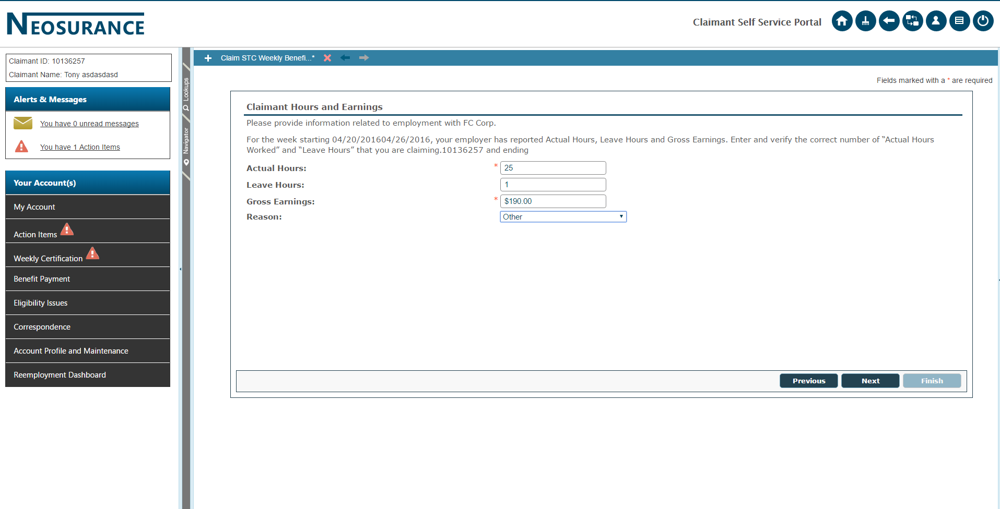 NEOSURANCE
Claimant Self Service Portal
Claimant ID: 10136257
Claimant Name: Tony asdasdasd
Alerts & Messages
You have 0 unread messages
You have 1 Action Items
Your Account(s)
My Account
Action Items
Weekly Certification
Benefit Payment
Eligibility Issues
Correspondence
Account Profile and Maintenance
Reemployment Dashboard
Lookups
Navigator
Claim STC Weekly Benefi...*
Fields marked with a * are required
Claimant Hours and Earnings
Please provide information related to employment with FC Corp.
For the week starting 04/20/201604/26/2016, your employer has reported Actual Hours, Leave Hours and Gross Earnings. Enter and verify the correct number of “Actual Hours
Worked” and “Leave Hours” that you are claiming.10136257 and ending
Actual Hours: * 25
Leave Hours: 1
Gross Earnings: * $190.00
Reason: Other
Previous Next Finish